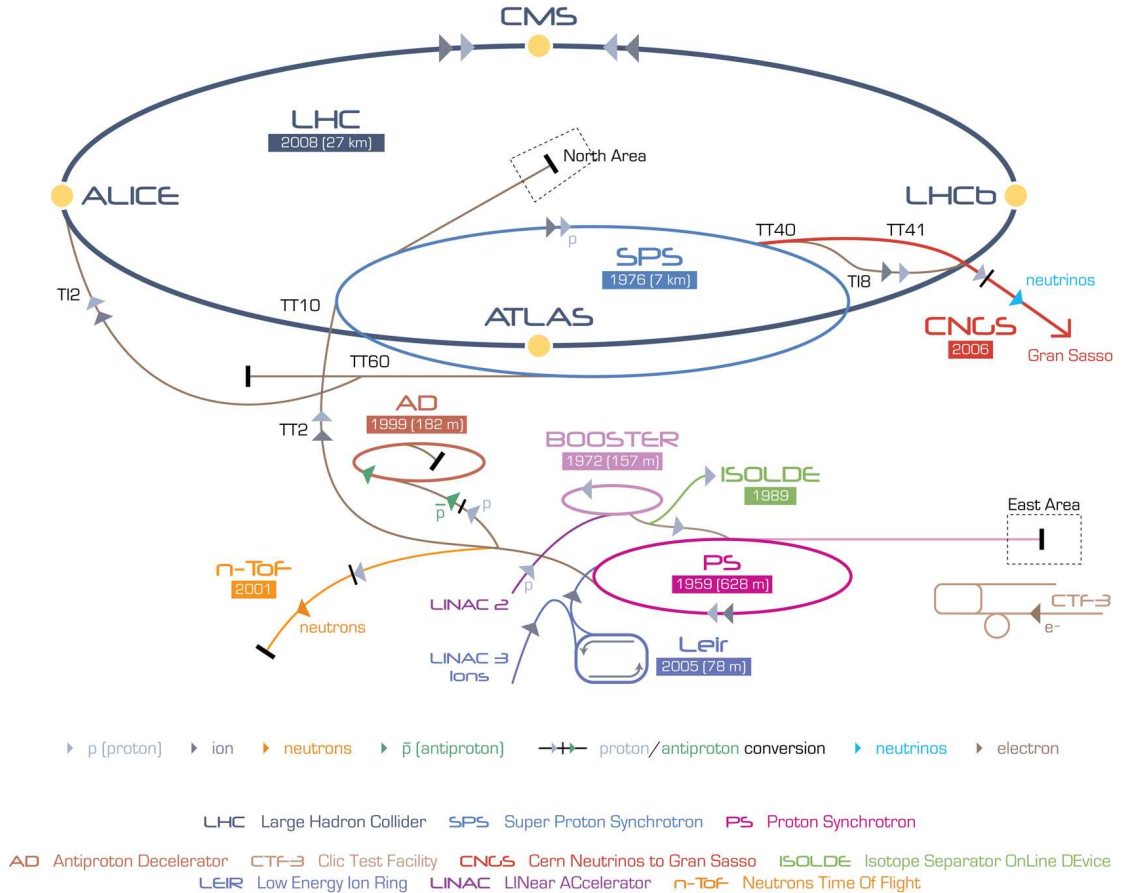 CMS
LHC
2008 (27 km)
North Area
ALICE
LHCb
TT40
TT41
p
SPS
1976 (7 km)
TI8
neutrinos
TI2
TT10
ATLAS
CNGS
2006
Gran Sasso
TT60
AD
1999 (182 m)
TT2
BOOSTER
1972 (157 m)
ISOLDE
1989
East Area
p̅
p
n-ToF
2001
PS
1959 (628 m)
LINAC 2
p
CTF-3
e-
neutrons
LINAC 3
Ions
Leir
2005 (78 m)
p (proton)
ion
neutrons
p̅ (antiproton)
proton/antiproton conversion
neutrinos
electron
LHC Large Hadron Collider SPS Super Proton Synchrotron PS Proton Synchrotron
AD Antiproton Decelerator CTF-3 Clic Test Facility CNGS Cern Neutrinos to Gran Sasso ISOLDE Isotope Separator OnLine DEvice
LEIR Low Energy Ion Ring LINAC LINear ACcelerator n-ToF Neutrons Time Of Flight